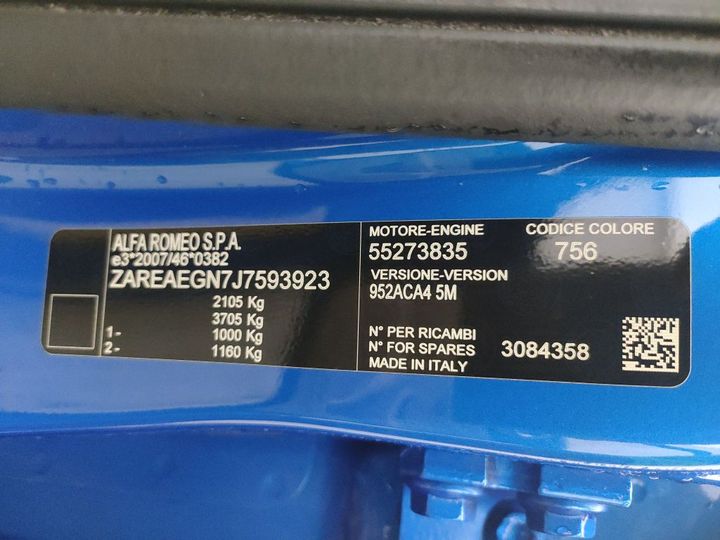 ALFA ROMEO S.P.A.
e3*2007/46*0382
ZAREAEGN7J7593923
2105 Kg
3705 Kg
1- 1000 Kg
2- 1160 Kg
MOTORE-ENGINE
55273835
VERSIONE-VERSION
952ACA4 5M
CODICE COLORE
756
N° PER RICAMBI
N° FOR SPARES 3084358
MADE IN ITALY